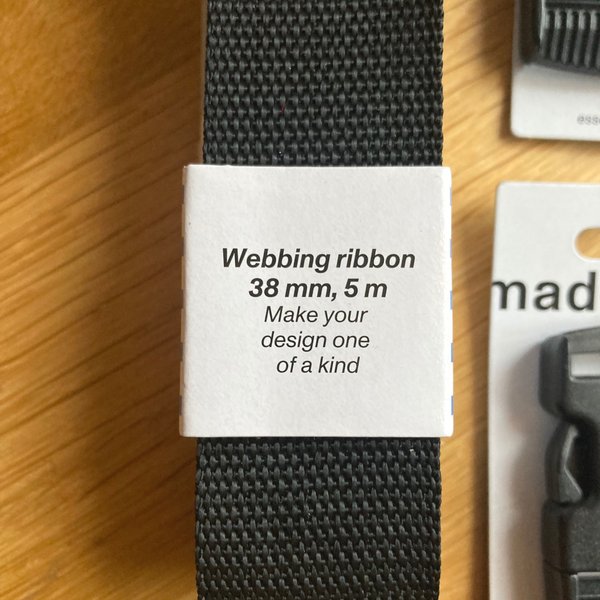 Webbing ribbon
38 mm, 5 m
Make your
design one
of a kind
mad